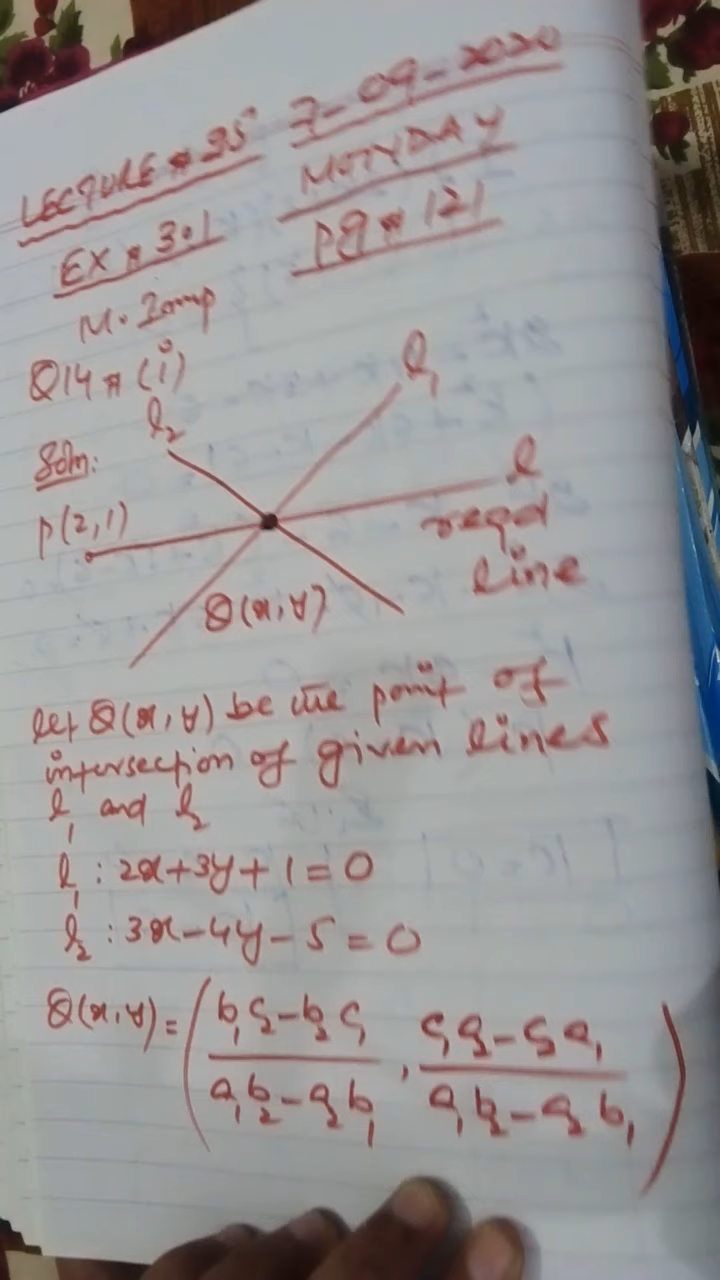 LECTURE # 35 7-09-2020
MONDAY
EX # 3.1 Pg # 121
M. Imp
Q14 # (i)
l₂ l₁
Soln:
P(2,1) l
reqd
line
Q(x,y)
let Q(x,y) be the point of
intersection of given lines
l₁ and l₂
l₁ : 2x+3y+1=0
l₂ : 3x-4y-5=0
Q(x,y) = ( (b₁c₂-b₂c₁)/(a₁b₂-a₂b₁) , (c₁a₂-c₂a₁)/(a₁b₂-a₂b₁) )